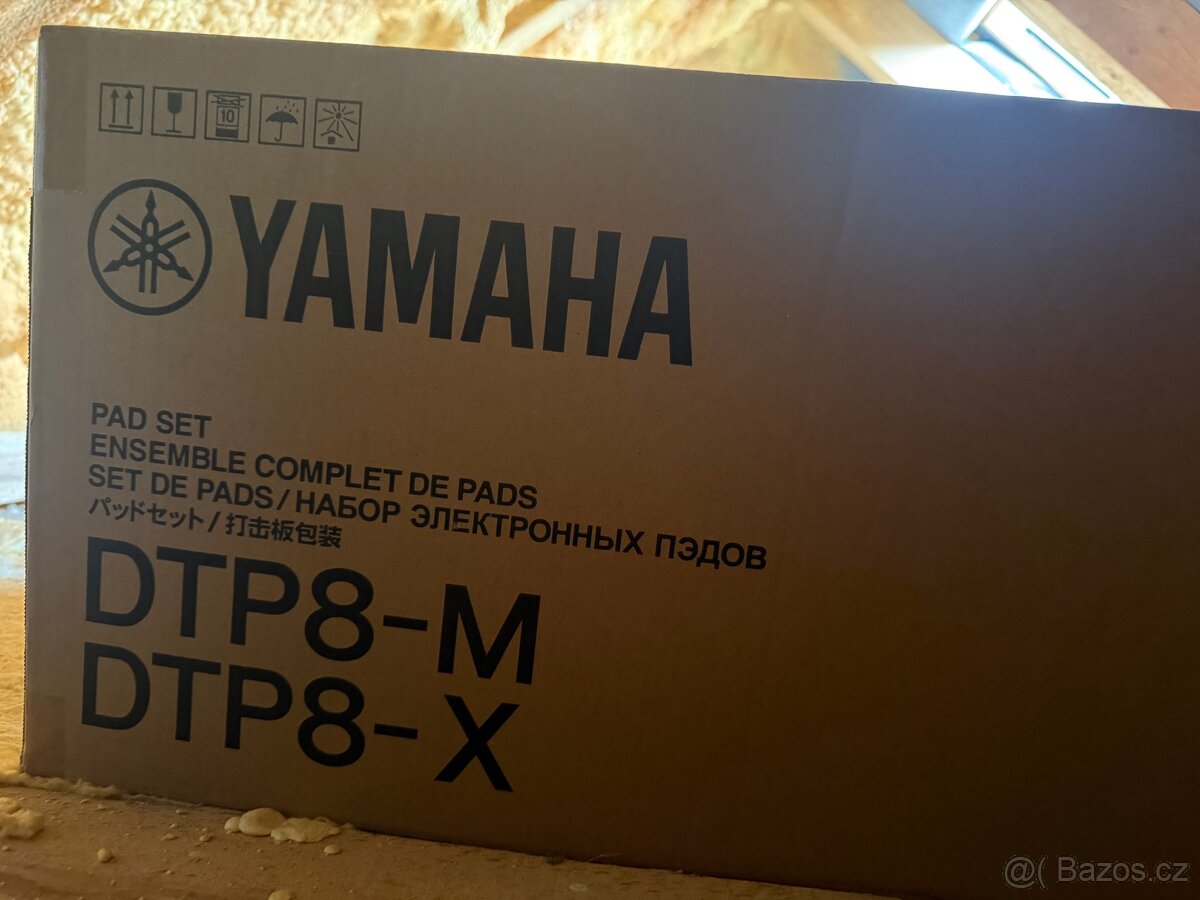 10
YAMAHA
PAD SET
ENSEMBLE COMPLET DE PADS
SET DE PADS / НАБОР ЭЛЕКТРОННЫХ ПЭДОВ
パッドセット / 打击板包装
DTP8-M
DTP8-X
@( Bazos.cz